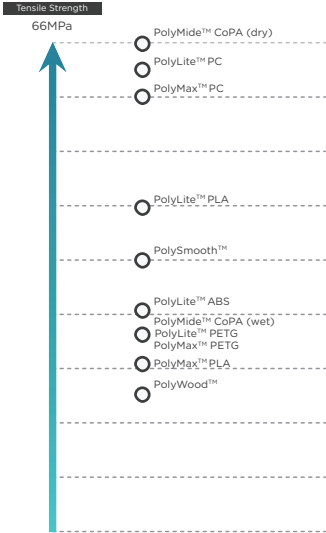 Tensile Strength
66MPa
PolyMide™ CoPA (dry)
PolyLite™ PC
PolyMax™ PC
PolyLite™ PLA
PolySmooth™
PolyLite™ ABS
PolyMide™ CoPA (wet)
PolyLite™ PETG
PolyMax™ PETG
PolyMax™ PLA
PolyWood™